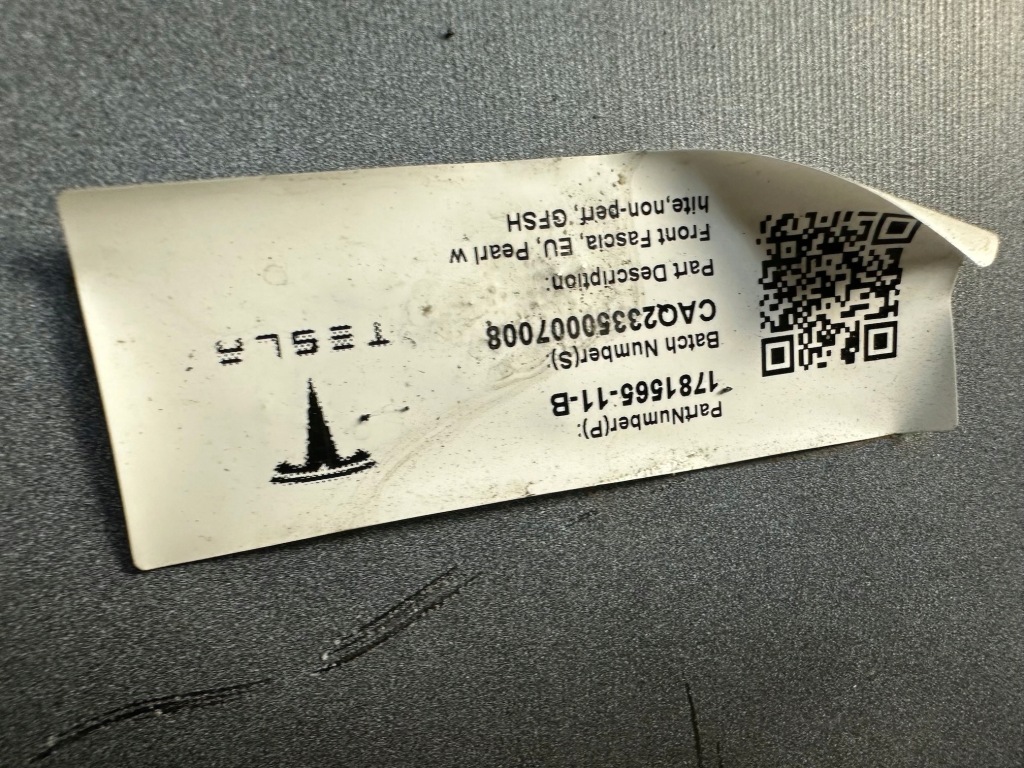 PartNumber(P):
1781565-11-B
Batch Number(S):
CAQ23350007008
Part Description:
Front Fascia, EU, Pearl w
hite,non-perf, GFSH
TESLA